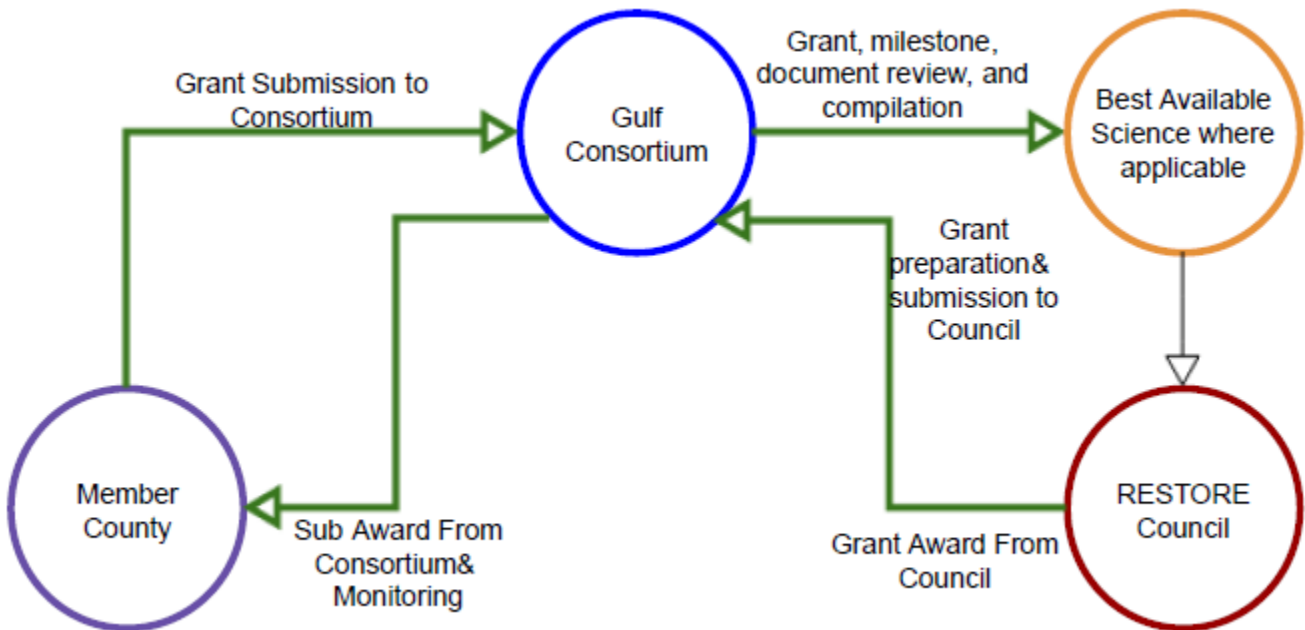 Grant Submission to
Consortium
Gulf
Consortium
Grant, milestone,
document review, and
compilation
Best Available
Science where
applicable
Grant
preparation&
submission to
Council
Member
County
Sub Award From
Consortium&
Monitoring
Grant Award From
Council
RESTORE
Council